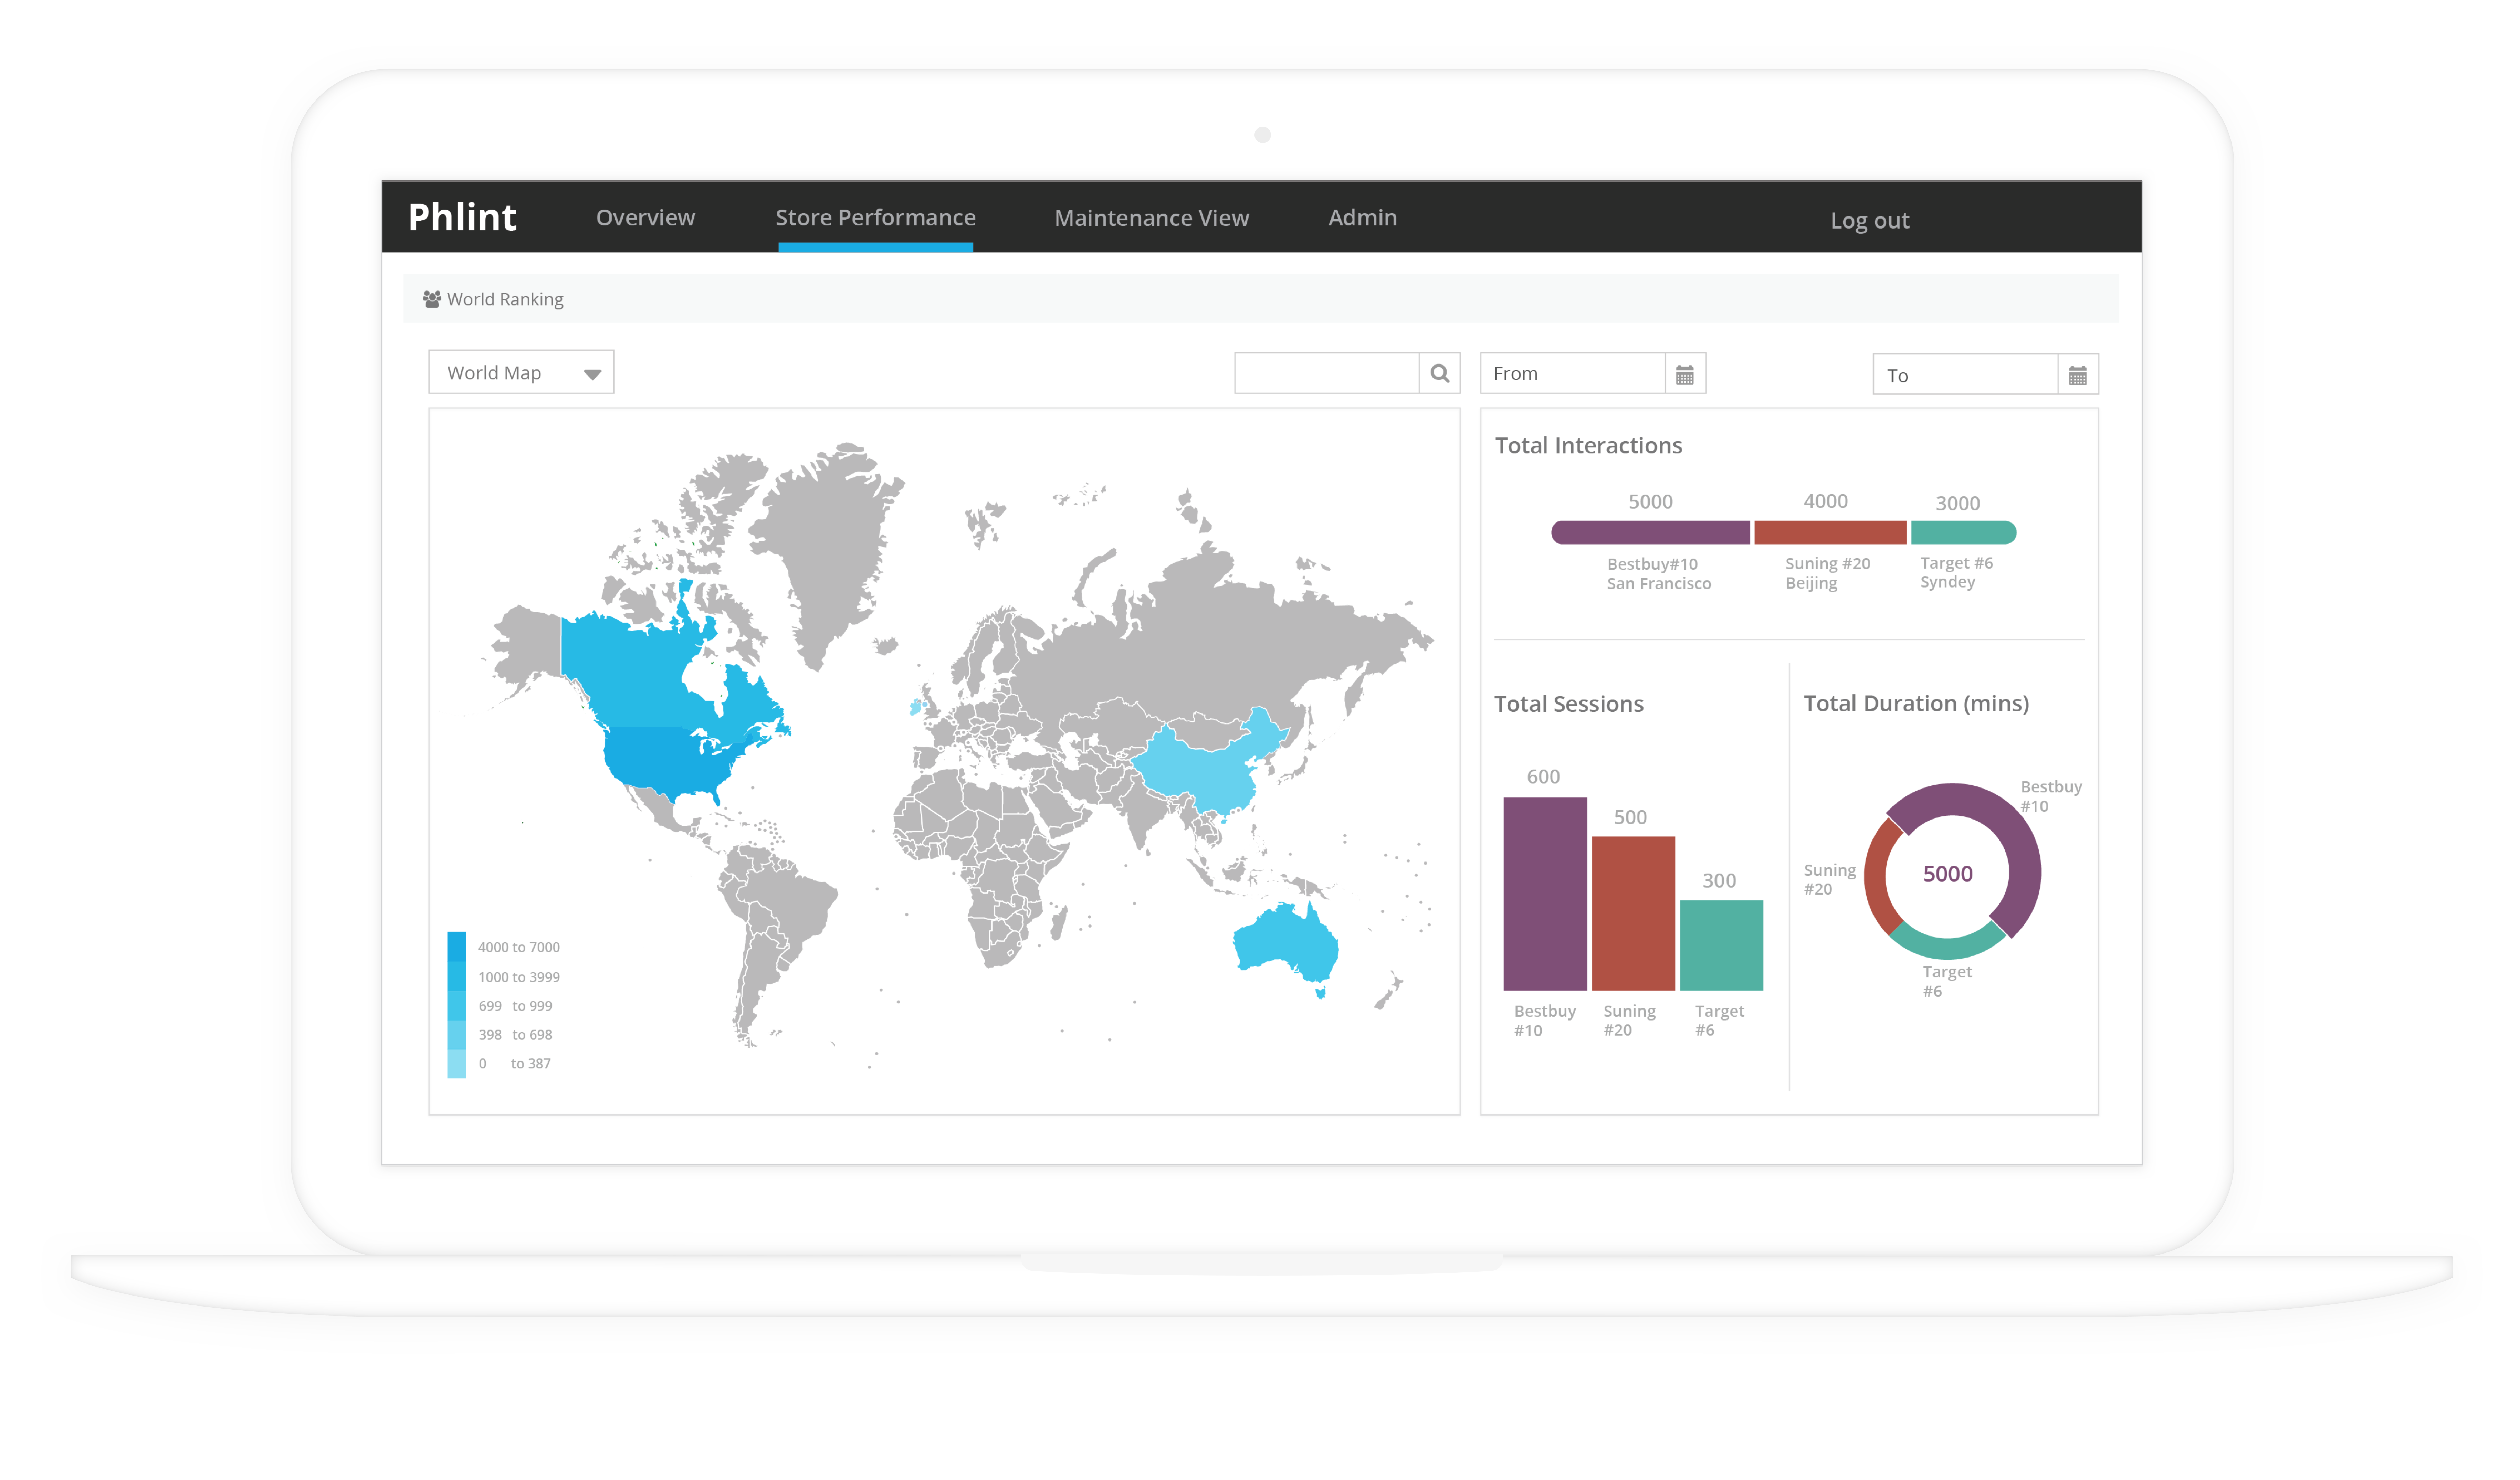 Phlint
Overview
Store Performance
Maintenance View
Admin
Log out
World Ranking
World Map
From
To
4000 to 7000
1000 to 3999
699 to 999
398 to 698
0 to 387
Total Interactions
5000
4000
3000
Bestbuy#10
San Francisco
Suning #20
Beijing
Target #6
Syndey
Total Sessions
600
500
300
Bestbuy
#10
Suning
#20
Target
#6
Total Duration (mins)
Bestbuy
#10
Suning
#20
5000
Target
#6